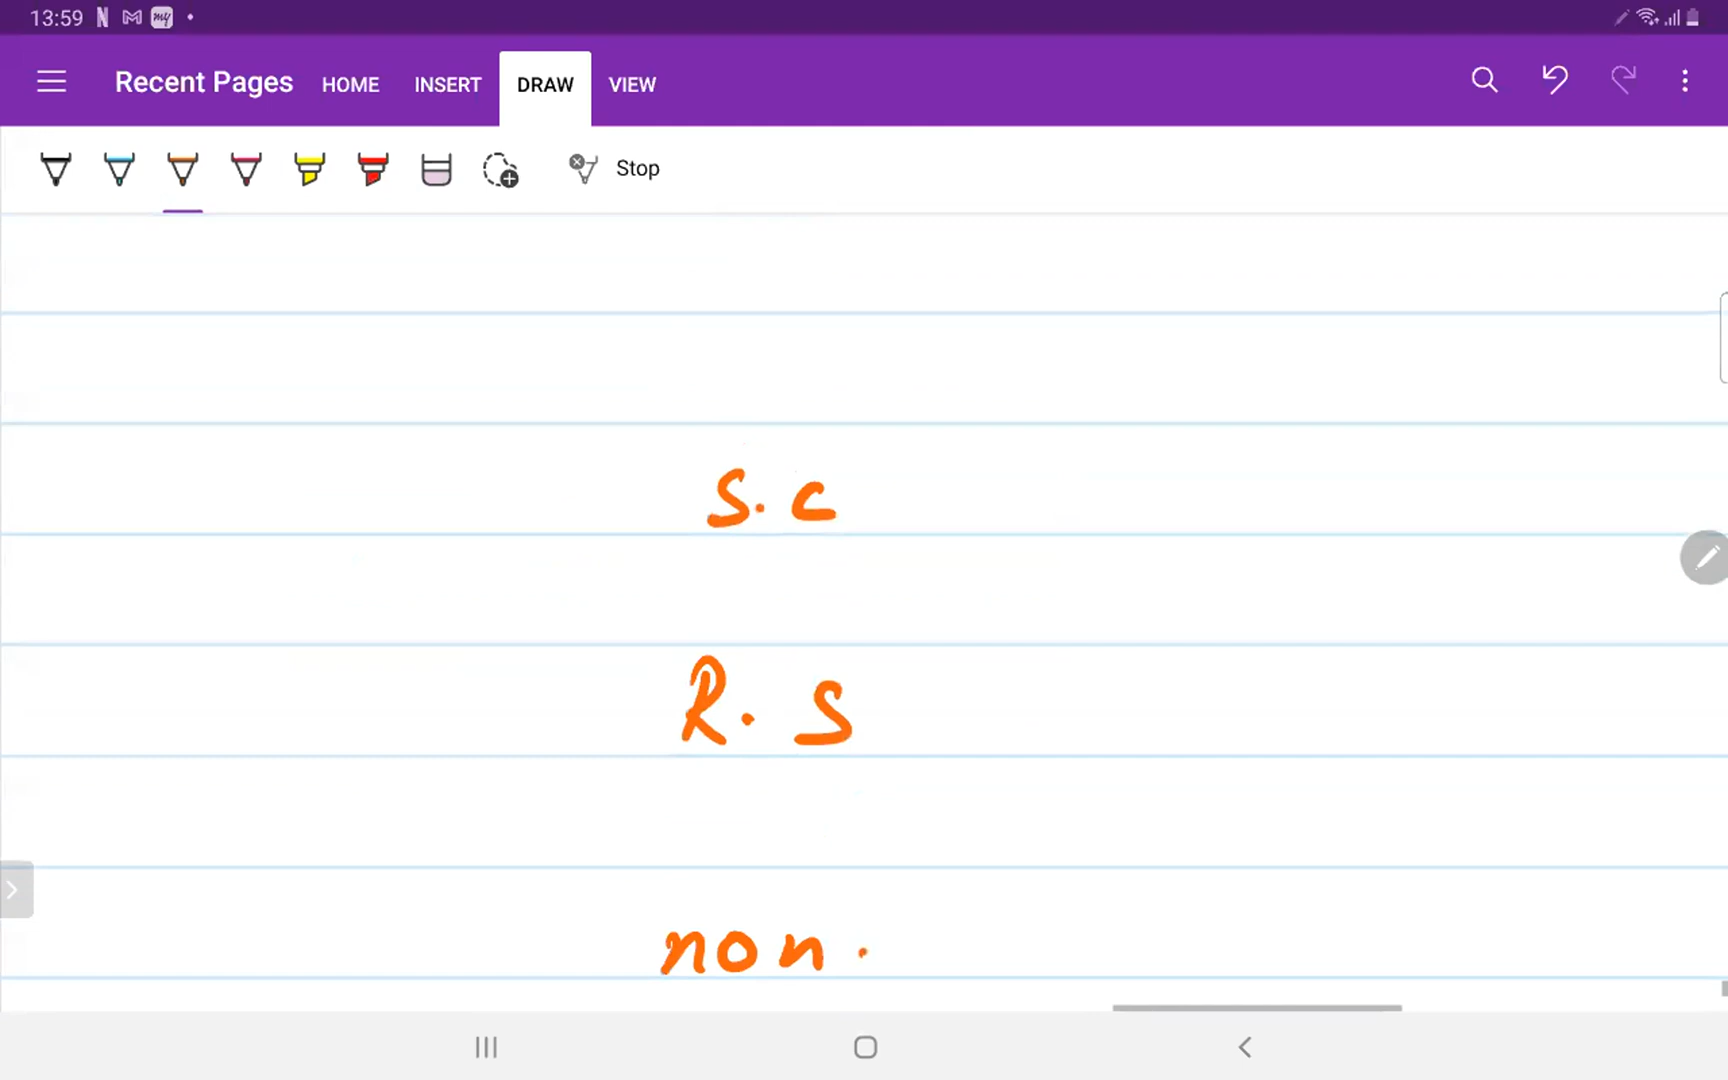 13:59
Recent Pages HOME INSERT DRAW VIEW
Stop
S. C
R. S
non.